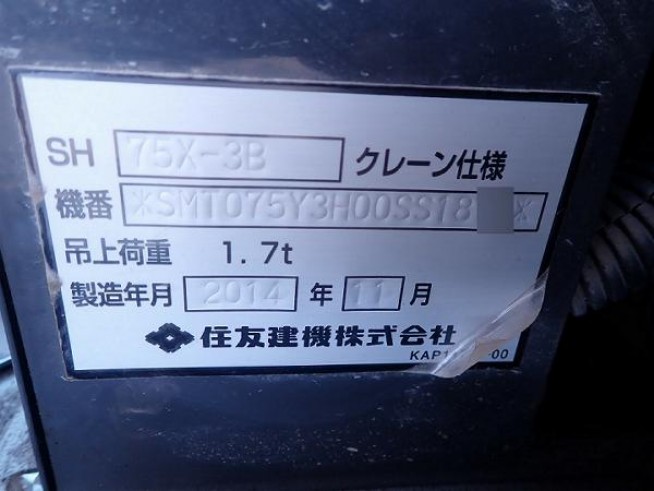 SH 75X-3B クレーン仕様
機番 *SMT075Y3H00SS18 *
吊上荷重 1.7t
製造年月 2014 年 11 月
住友建機株式会社